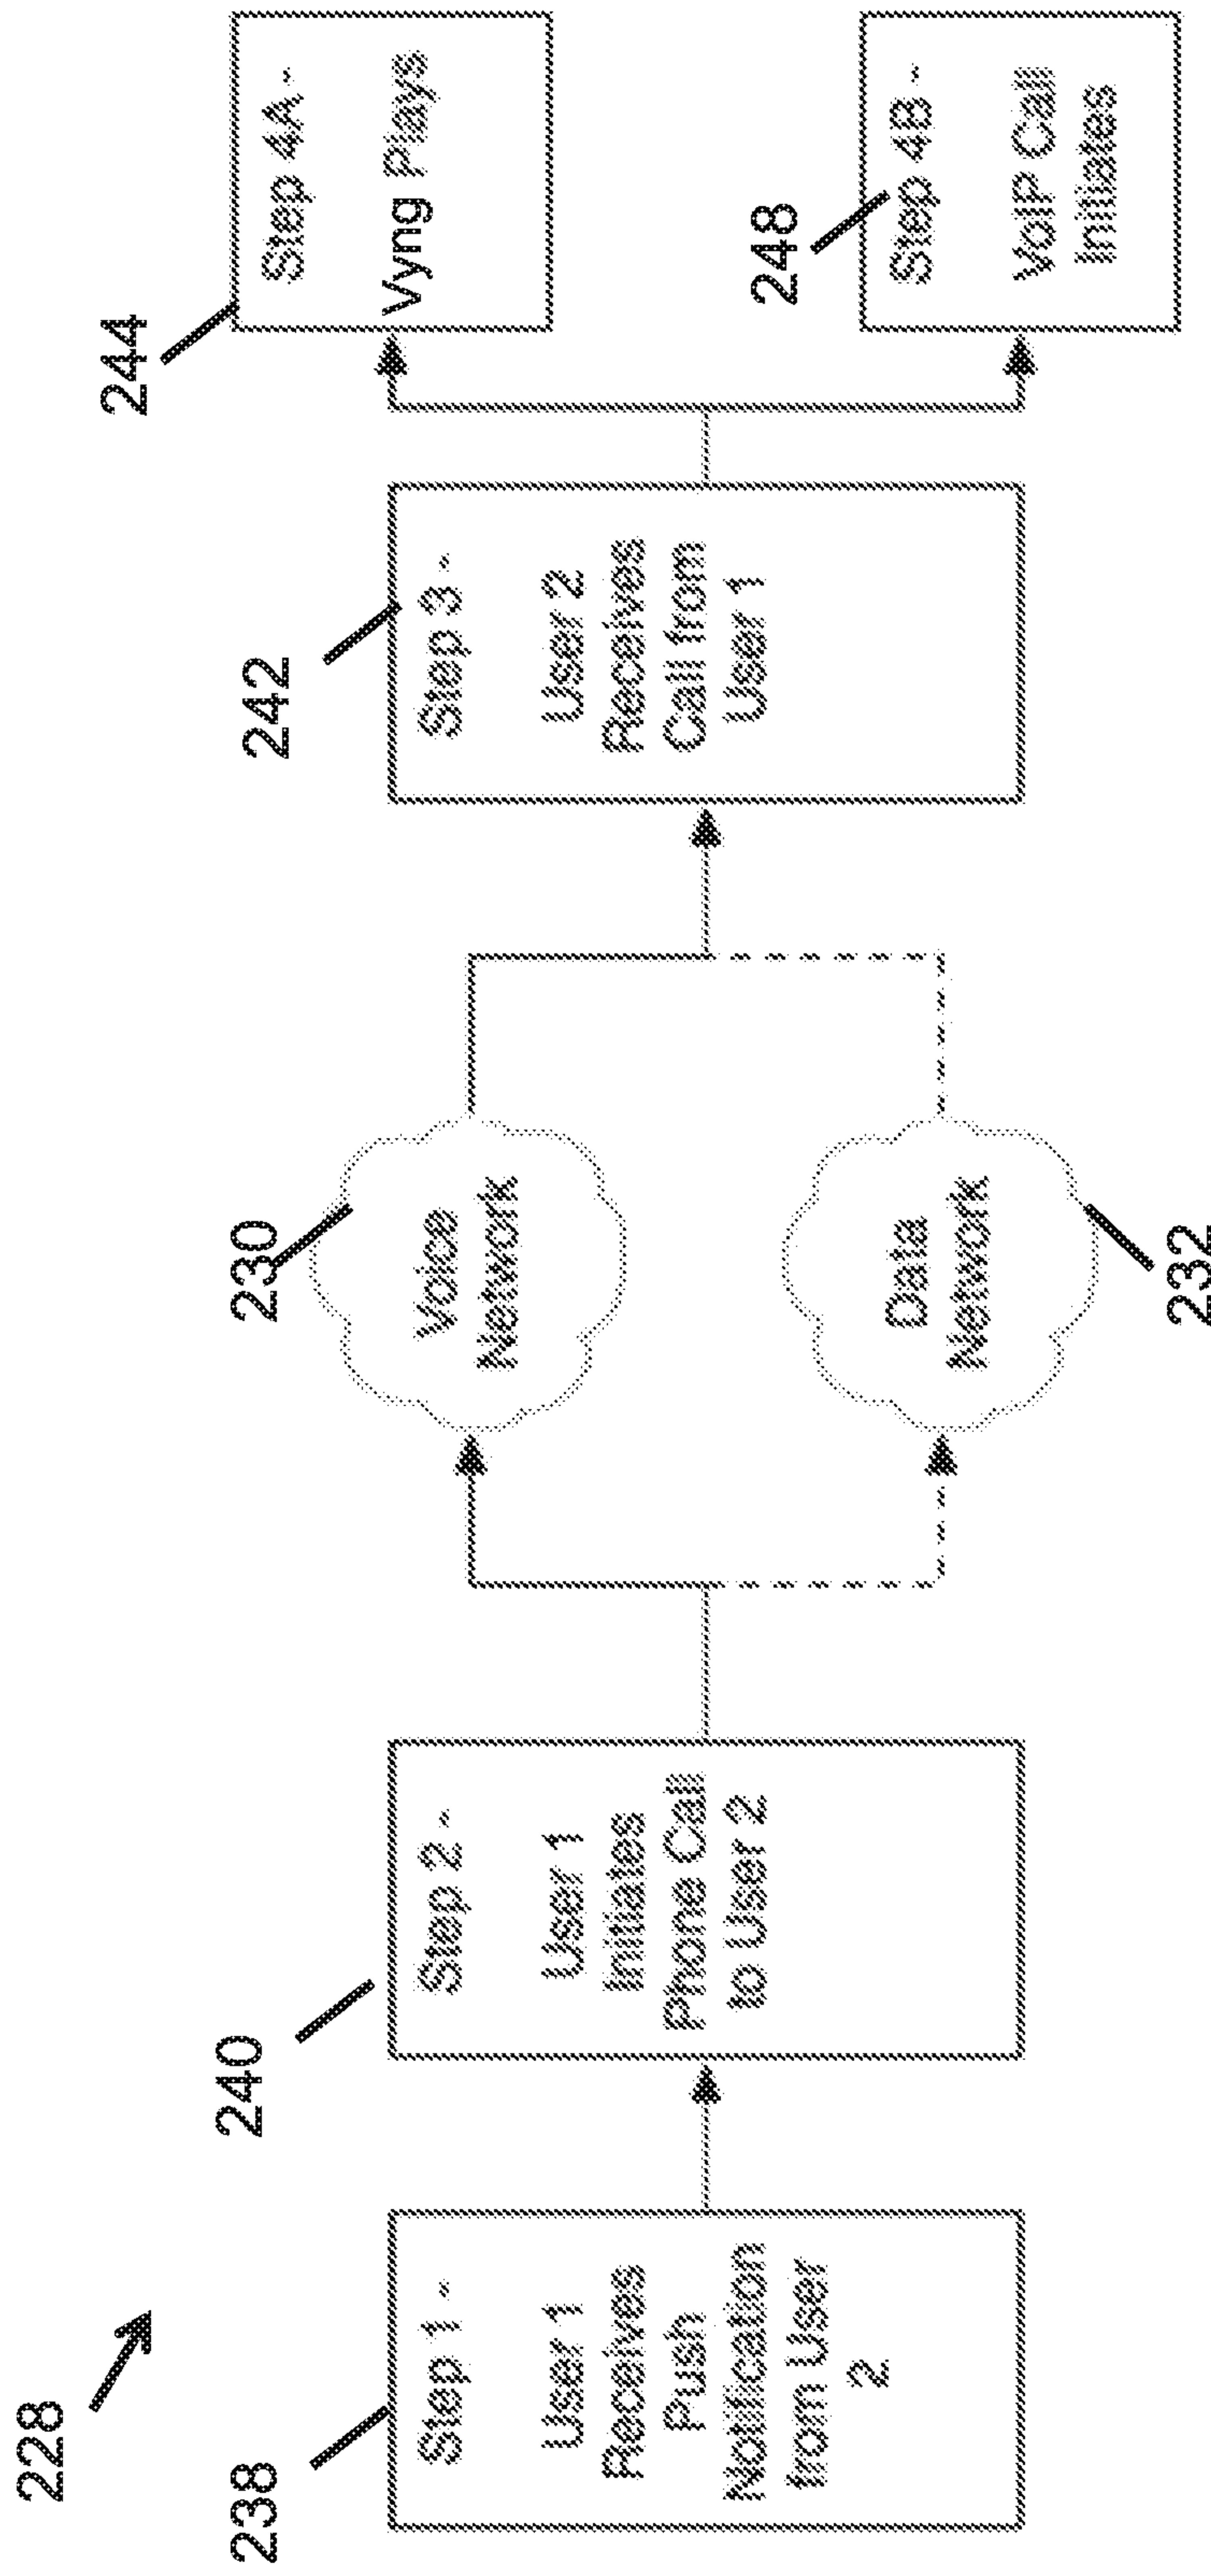 228
238
Step 1 -
User 1
Receives
Push
Notification
from User
2
240
Step 2 -
User 1
Initiates
Phone Call
to User 2
230
Voice
Network
Data
Network
232
242
Step 3 -
User 2
Receives
Call from
User 1
244
Step 4A -
Vyng Plays
248
Step 4B -
VoIP Call
Initiates